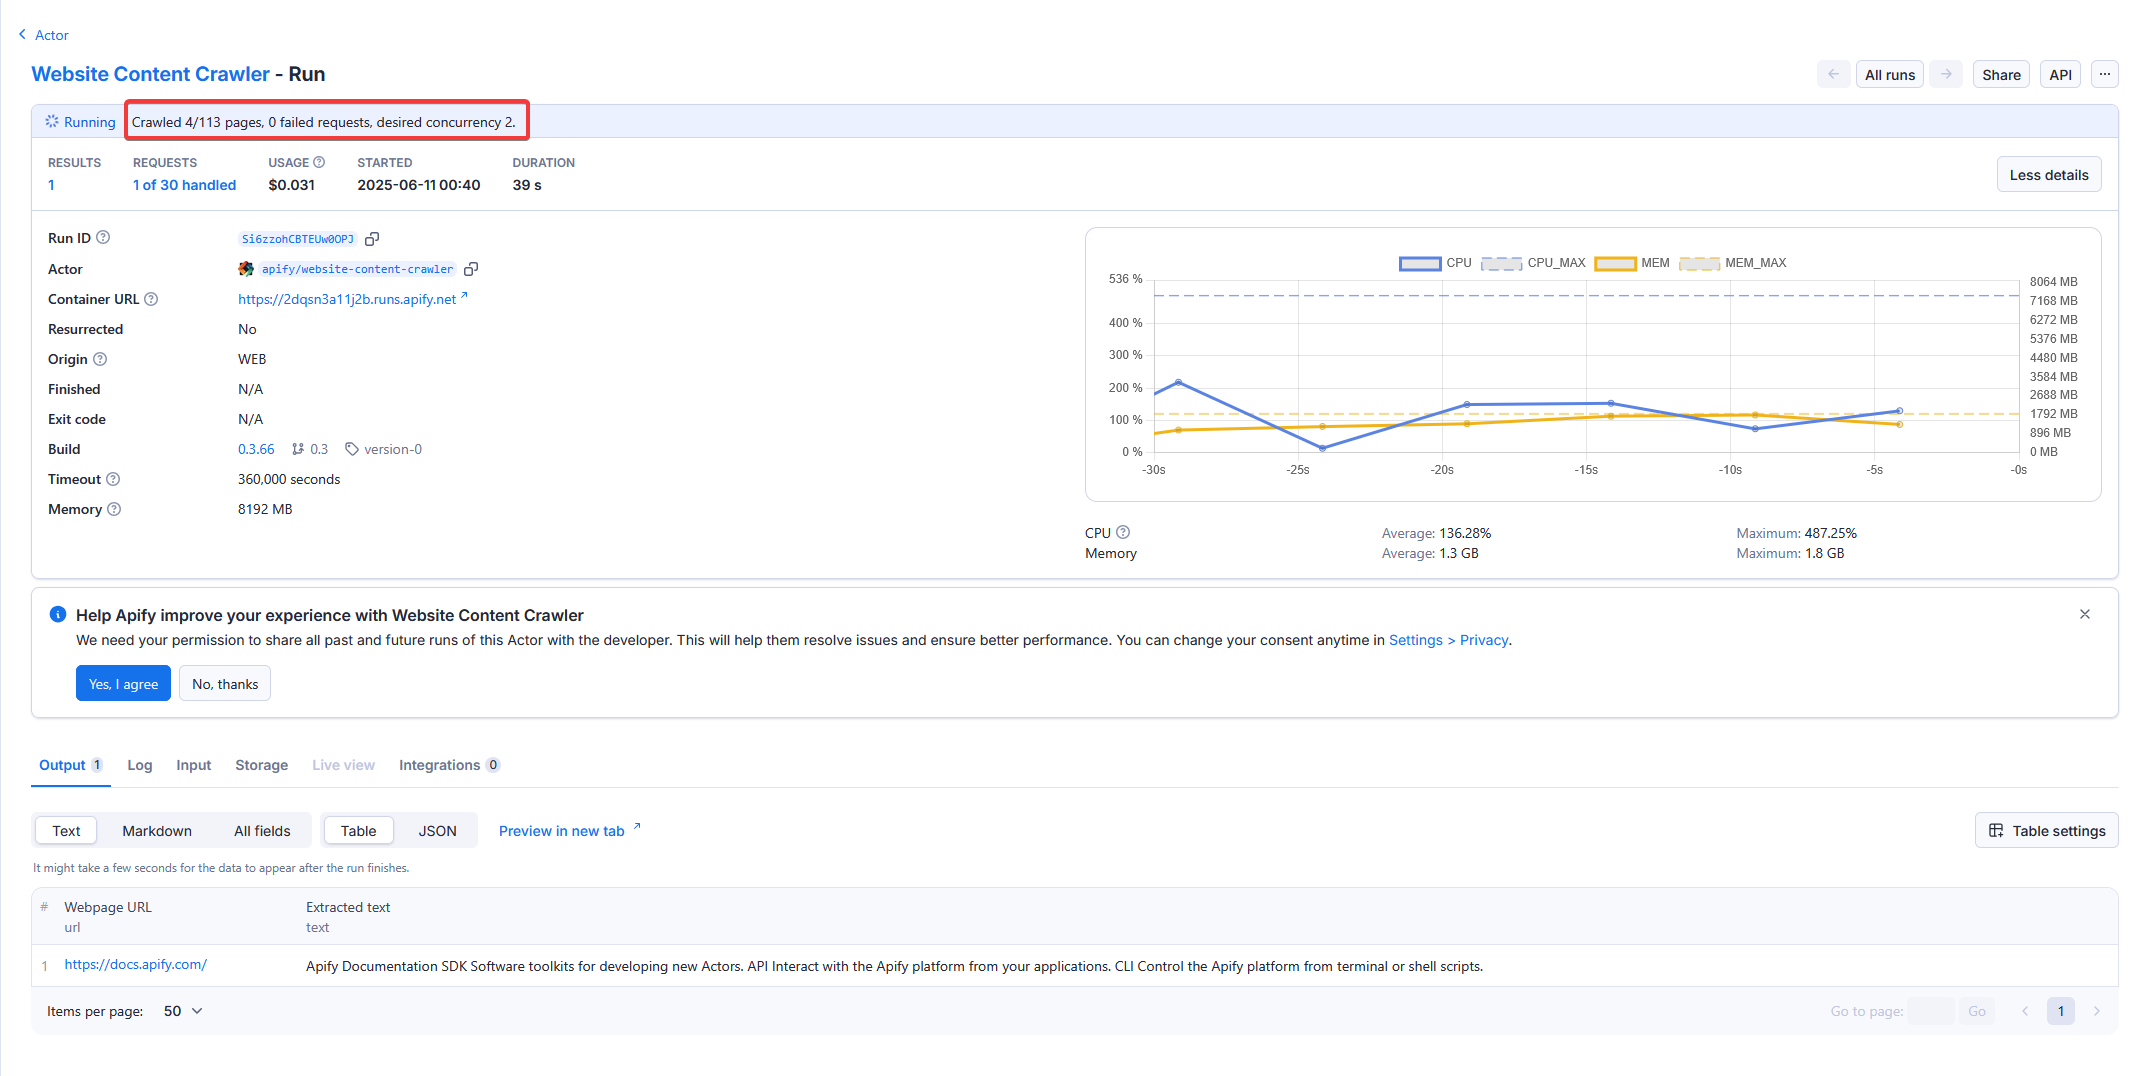 Actor
Website Content Crawler - Run
All runs
Share
API
Running
Crawled 4/113 pages, 0 failed requests, desired concurrency 2.
RESULTS
REQUESTS
USAGE
STARTED
DURATION
1
1 of 30 handled
$0.031
2025-06-11 00:40
39 s
Less details
Run ID
Si6zzohCBTEUw0OPJ
Actor
apify/website-content-crawler
Container URL
https://2dqsn3a11j2b.runs.apify.net
Resurrected
No
Origin
WEB
Finished
N/A
Exit code
N/A
Build
0.3.66
0.3
version-0
Timeout
360,000 seconds
Memory
8192 MB
CPU
CPU_MAX
MEM
MEM_MAX
536 %
400 %
300 %
200 %
100 %
0 %
8064 MB
7168 MB
6272 MB
5376 MB
4480 MB
3584 MB
2688 MB
1792 MB
896 MB
0 MB
-30s
-25s
-20s
-15s
-10s
-5s
-0s
CPU
Average: 136.28%
Maximum: 487.25%
Memory
Average: 1.3 GB
Maximum: 1.8 GB
Help Apify improve your experience with Website Content Crawler
We need your permission to share all past and future runs of this Actor with the developer. This will help them resolve issues and ensure better performance. You can change your consent anytime in Settings > Privacy.
Yes, I agree
No, thanks
Output 1
Log
Input
Storage
Live view
Integrations 0
Text
Markdown
All fields
Table
JSON
Preview in new tab
Table settings
It might take a few seconds for the data to appear after the run finishes.
#
Webpage URL
url
Extracted text
text
1
https://docs.apify.com/
Apify Documentation SDK Software toolkits for developing new Actors. API Interact with the Apify platform from your applications. CLI Control the Apify platform from terminal or shell scripts.
Items per page:
50
Go to page:
Go
1